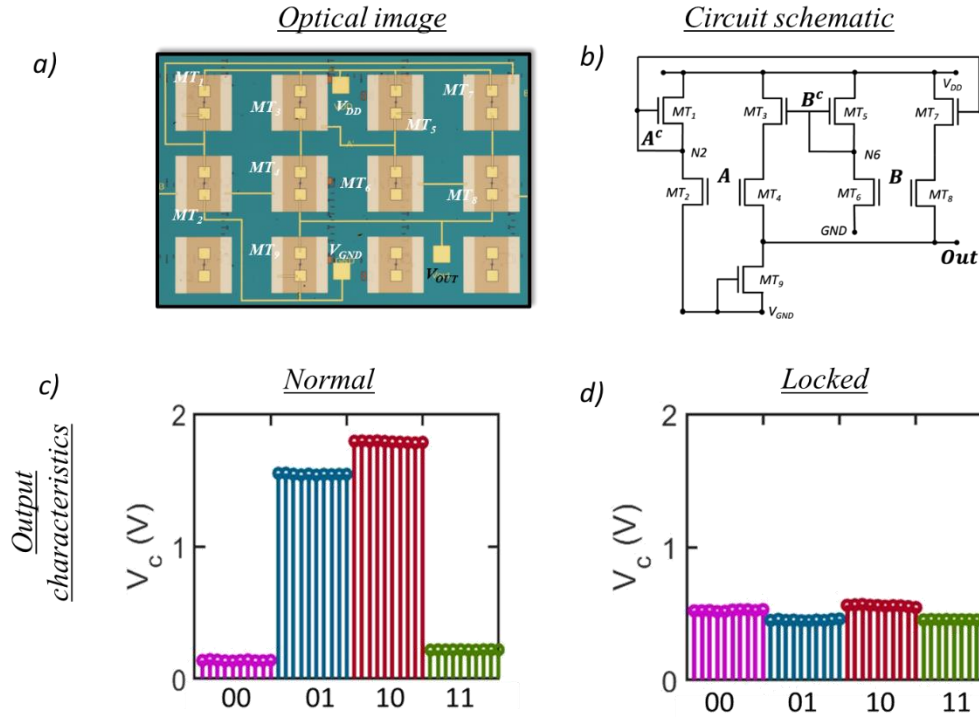 Optical image
Circuit schematic
a)
MT1
MT3
VDD
MT5
MT7
MT2
MT4
MT6
MT8
MT9
VGND
VOUT
b)
VDD
MT1
MT3
Bᶜ
MT5
MT7
Aᶜ
N2
N6
MT2
A
MT4
MT6
B
MT8
GND
Out
MT9
VGND
c)
Normal
d)
Locked
Output
characteristics
2
1
0
Vc (V)
00 01 10 11
2
1
0
Vc (V)
00 01 10 11